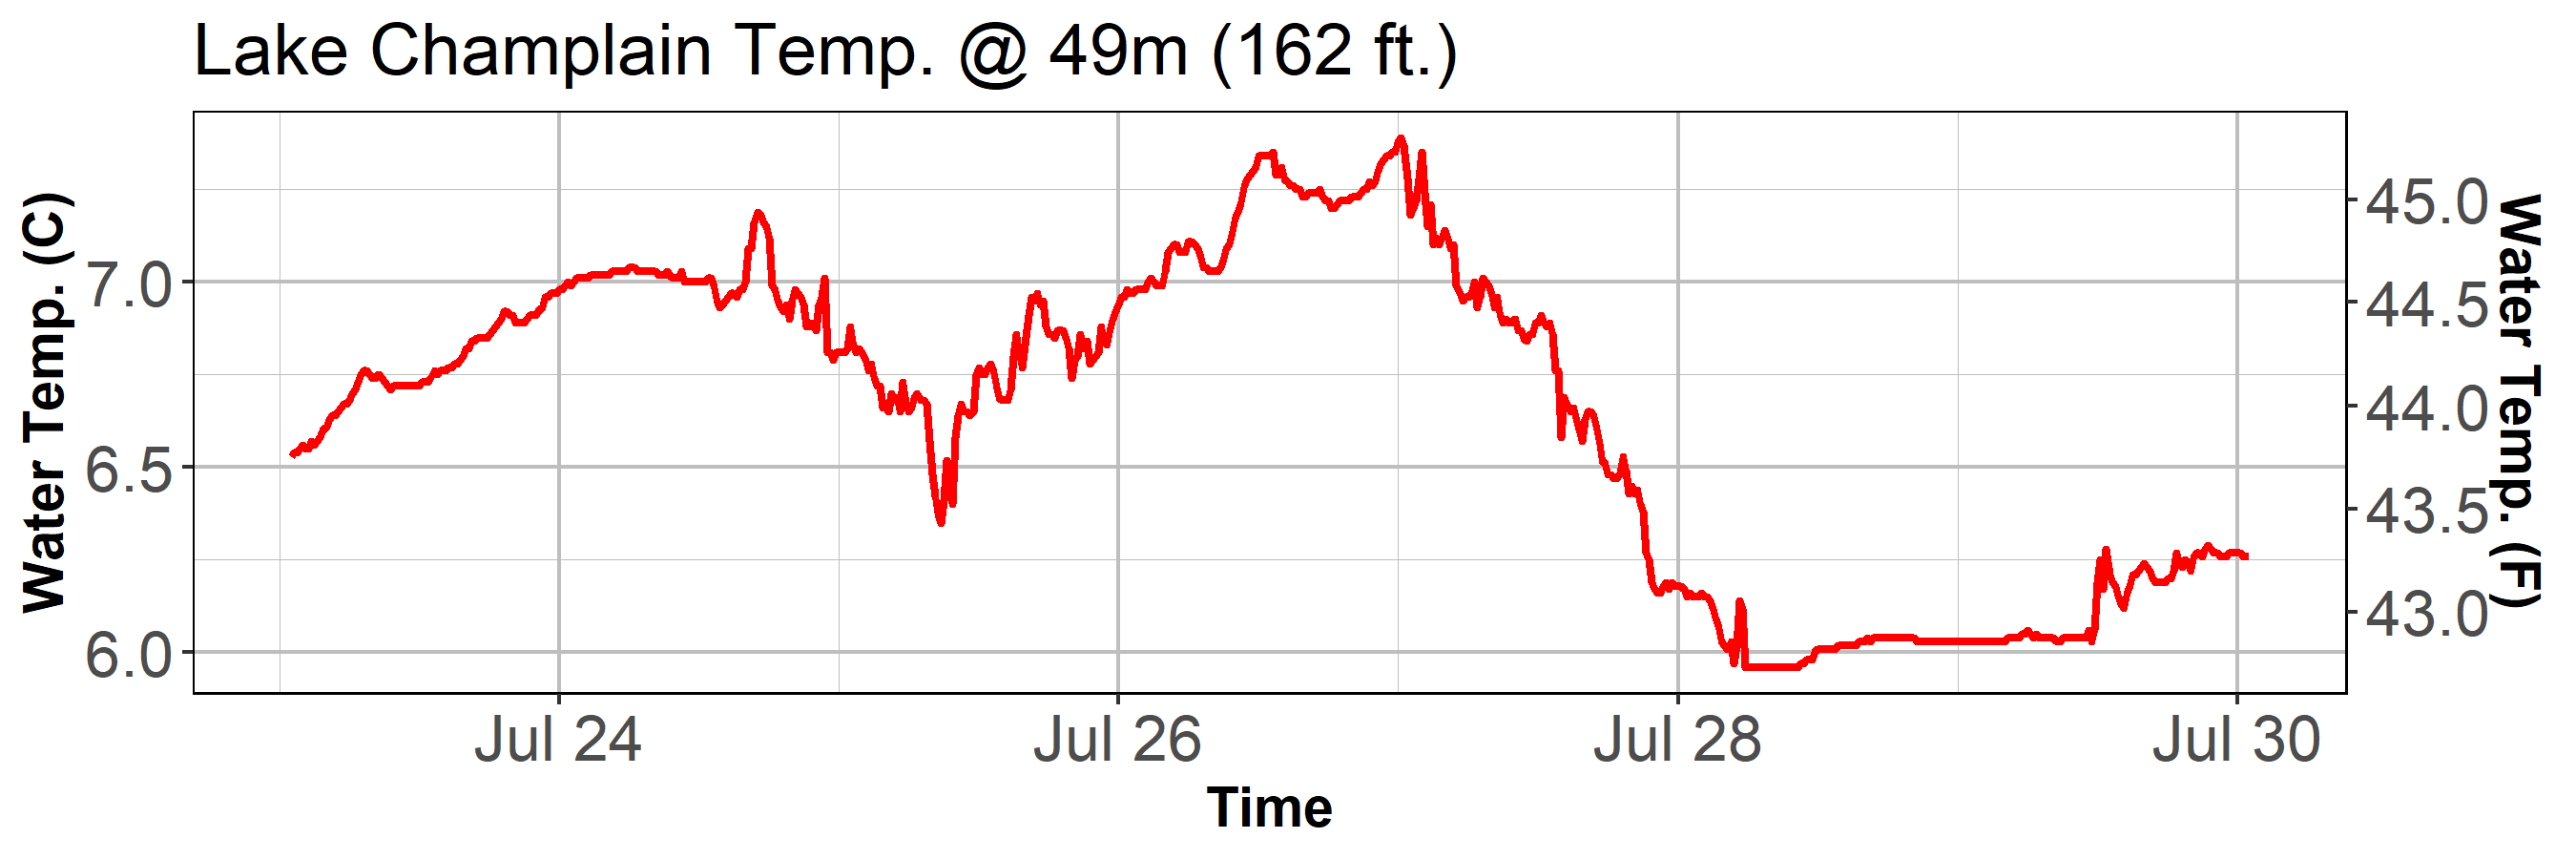 Lake Champlain Temp. @ 49m (162 ft.)
Water Temp. (C)
7.0
6.5
6.0
45.0
44.5
44.0
43.5
43.0
Water Temp. (F)
Jul 24
Jul 26
Jul 28
Jul 30
Time